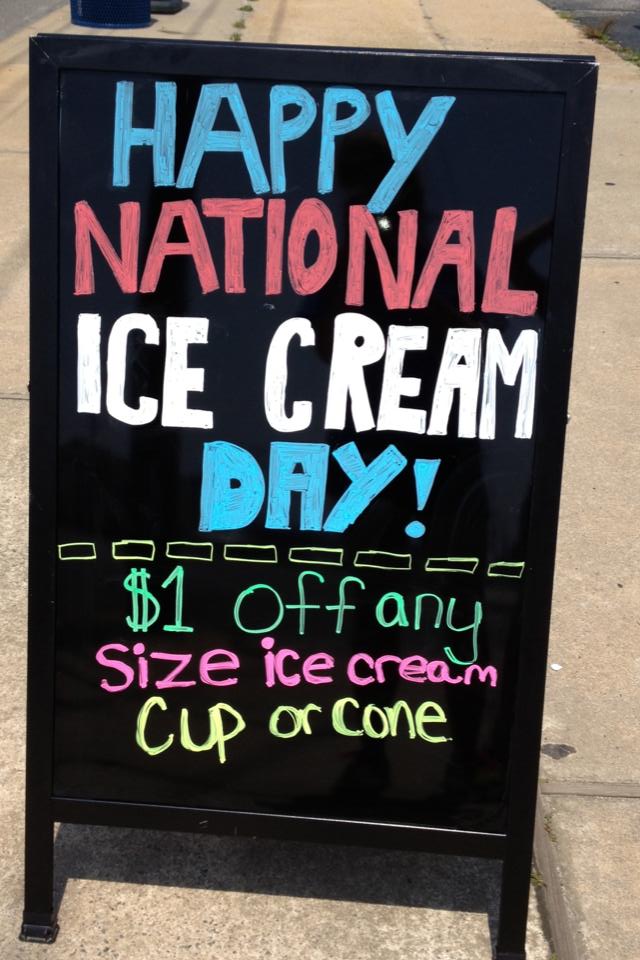 HAPPY
NATIONAL
ICE CREAM
DAY!
$1 off any
Size ice cream
Cup or cone